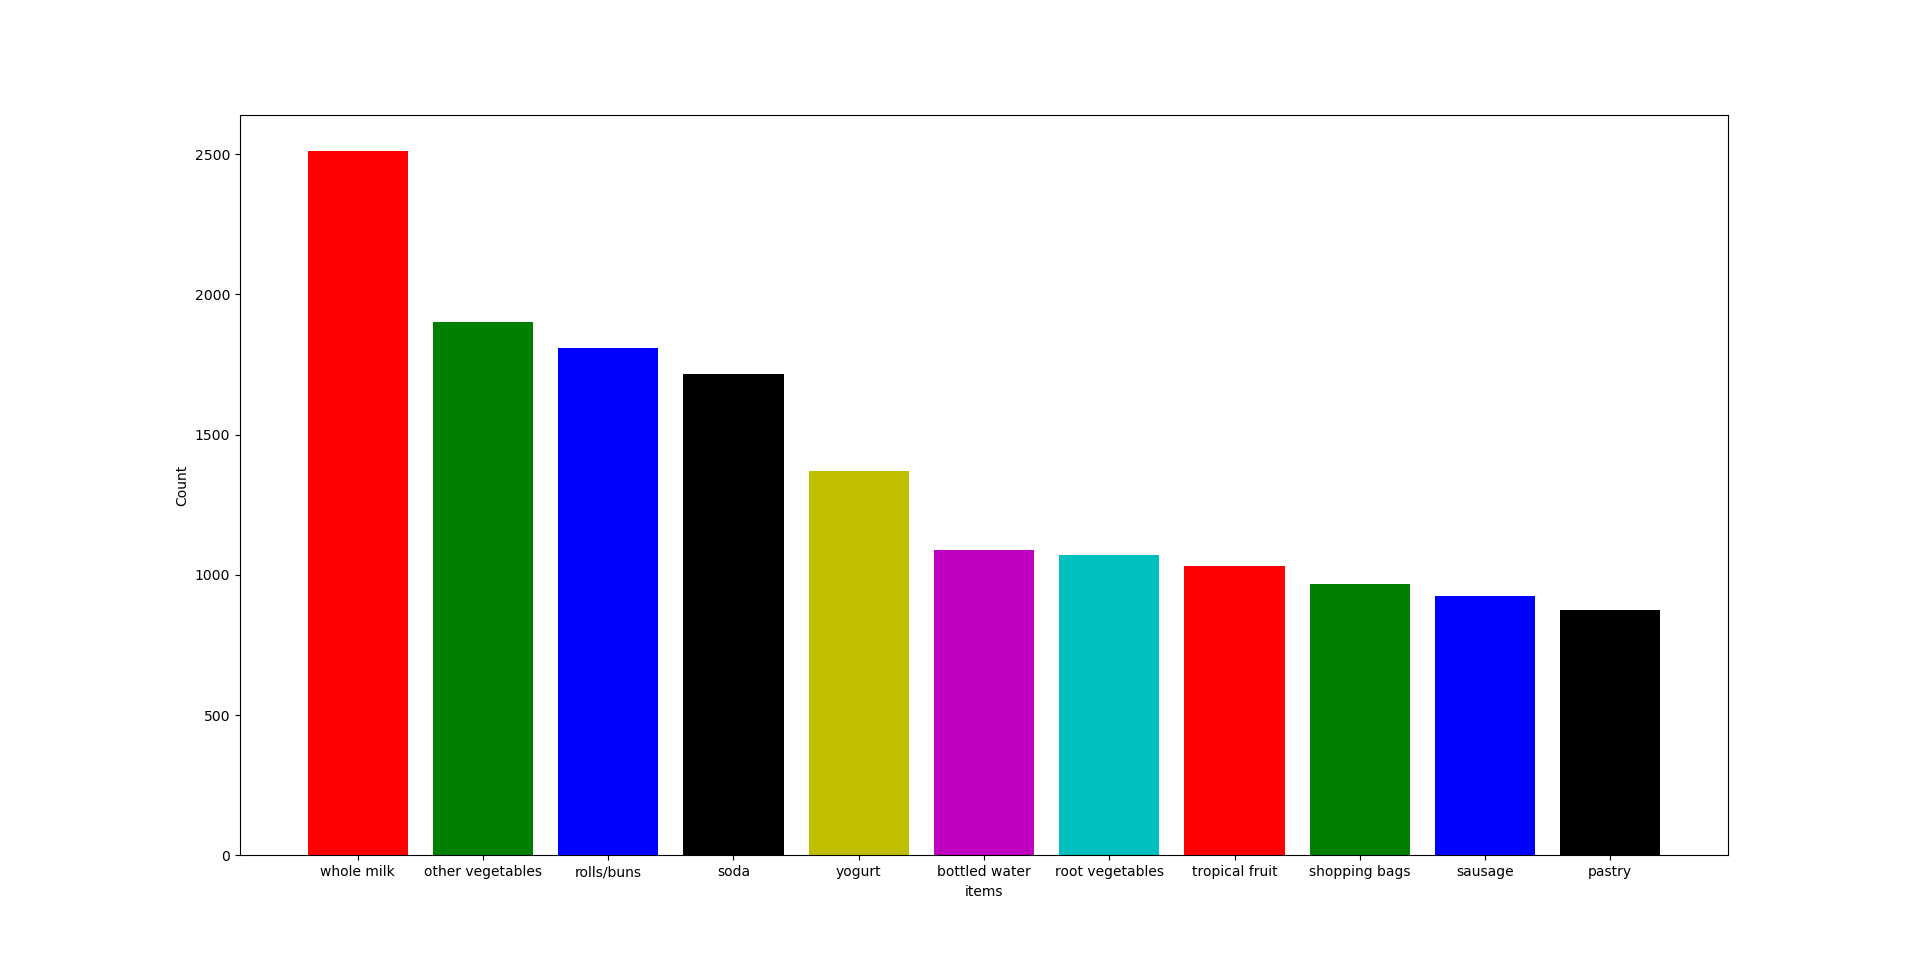 2500
2000
1500
1000
500
0
Count
whole milk other vegetables rolls/buns soda yogurt bottled water root vegetables tropical fruit shopping bags sausage pastry
items